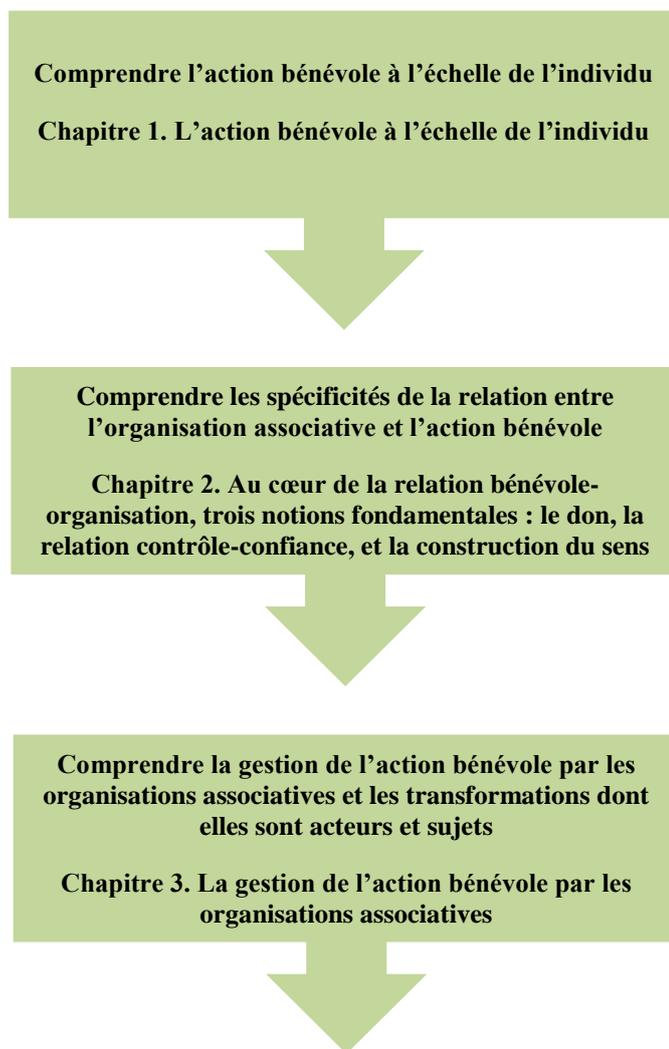 Comprendre l’action bénévole à l’échelle de l’individu
Chapitre 1. L’action bénévole à l’échelle de l’individu
Comprendre les spécificités de la relation entre
l’organisation associative et l’action bénévole
Chapitre 2. Au cœur de la relation bénévole-
organisation, trois notions fondamentales : le don, la
relation contrôle-confiance, et la construction du sens
Comprendre la gestion de l’action bénévole par les
organisations associatives et les transformations dont
elles sont acteurs et sujets
Chapitre 3. La gestion de l’action bénévole par les
organisations associatives